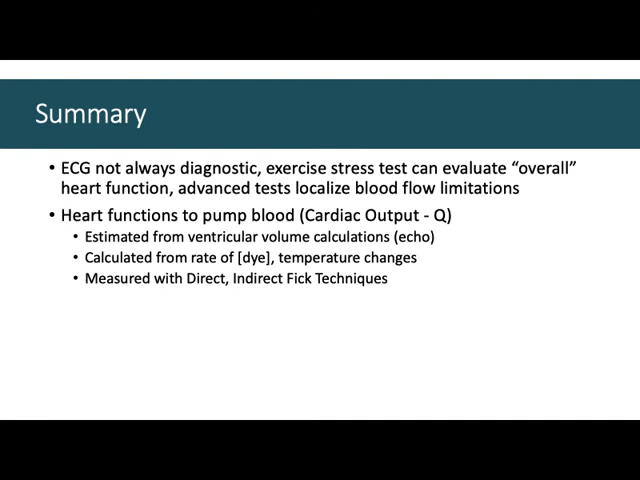 Summary
• ECG not always diagnostic, exercise stress test can evaluate “overall”
heart function, advanced tests localize blood flow limitations
• Heart functions to pump blood (Cardiac Output - Q)
• Estimated from ventricular volume calculations (echo)
• Calculated from rate of [dye], temperature changes
• Measured with Direct, Indirect Fick Techniques